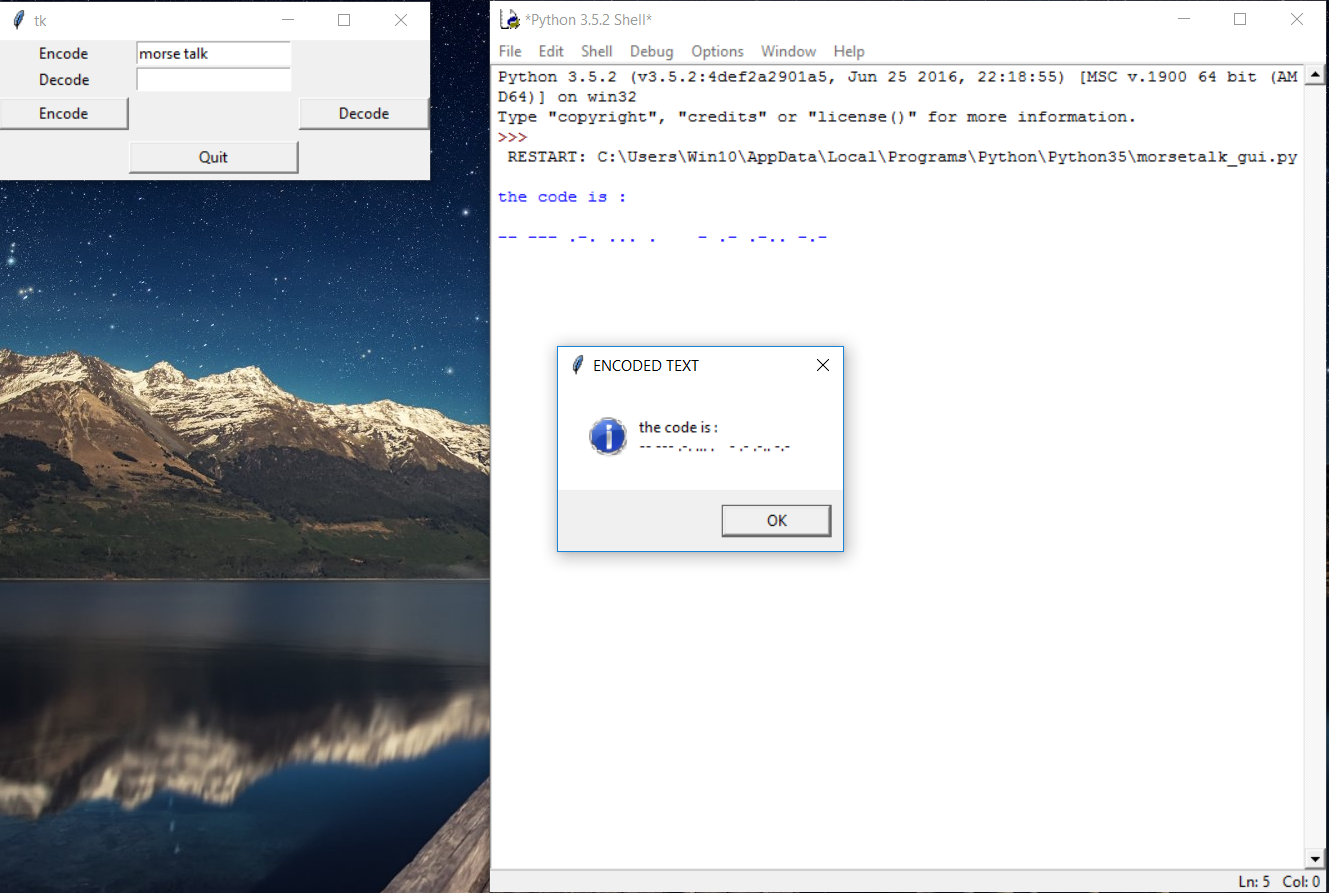 tk
Encode morse talk
Decode
Encode Decode
Quit
*Python 3.5.2 Shell*
File Edit Shell Debug Options Window Help
Python 3.5.2 (v3.5.2:4def2a2901a5, Jun 25 2016, 22:18:55) [MSC v.1900 64 bit (AM
D64)] on win32
Type "copyright", "credits" or "license()" for more information.
>>>
RESTART: C:\Users\Win10\AppData\Local\Programs\Python\Python35\morsetalk_gui.py
the code is :
-- --- .-. ... .    - .- .-.. -.-
ENCODED TEXT
the code is :
-- --- .-. ... .    - .- .-.. -.-
OK
Ln: 5 Col: 0